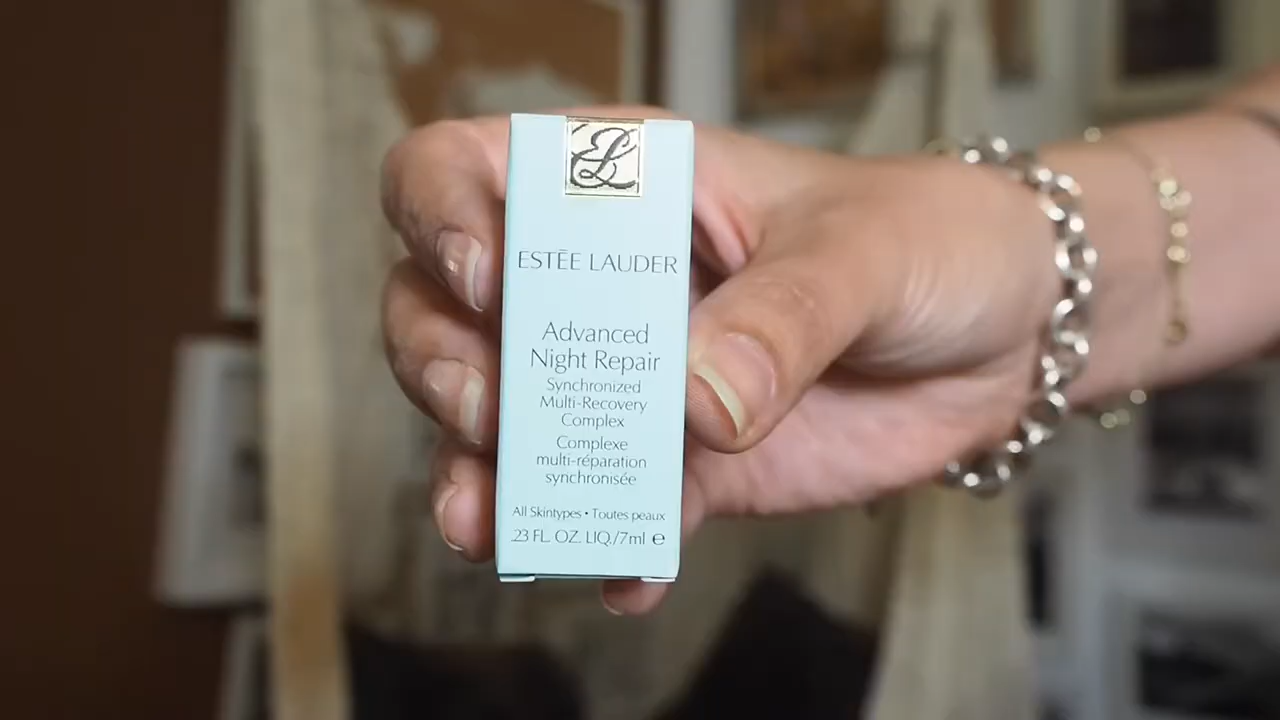 EL
ESTĒE LAUDER
Advanced
Night Repair
Synchronized
Multi-Recovery
Complex
Complexe
multi-réparation
synchronisée
All Skintypes • Toutes peaux
.23 FL. OZ. LIQ./7ml e